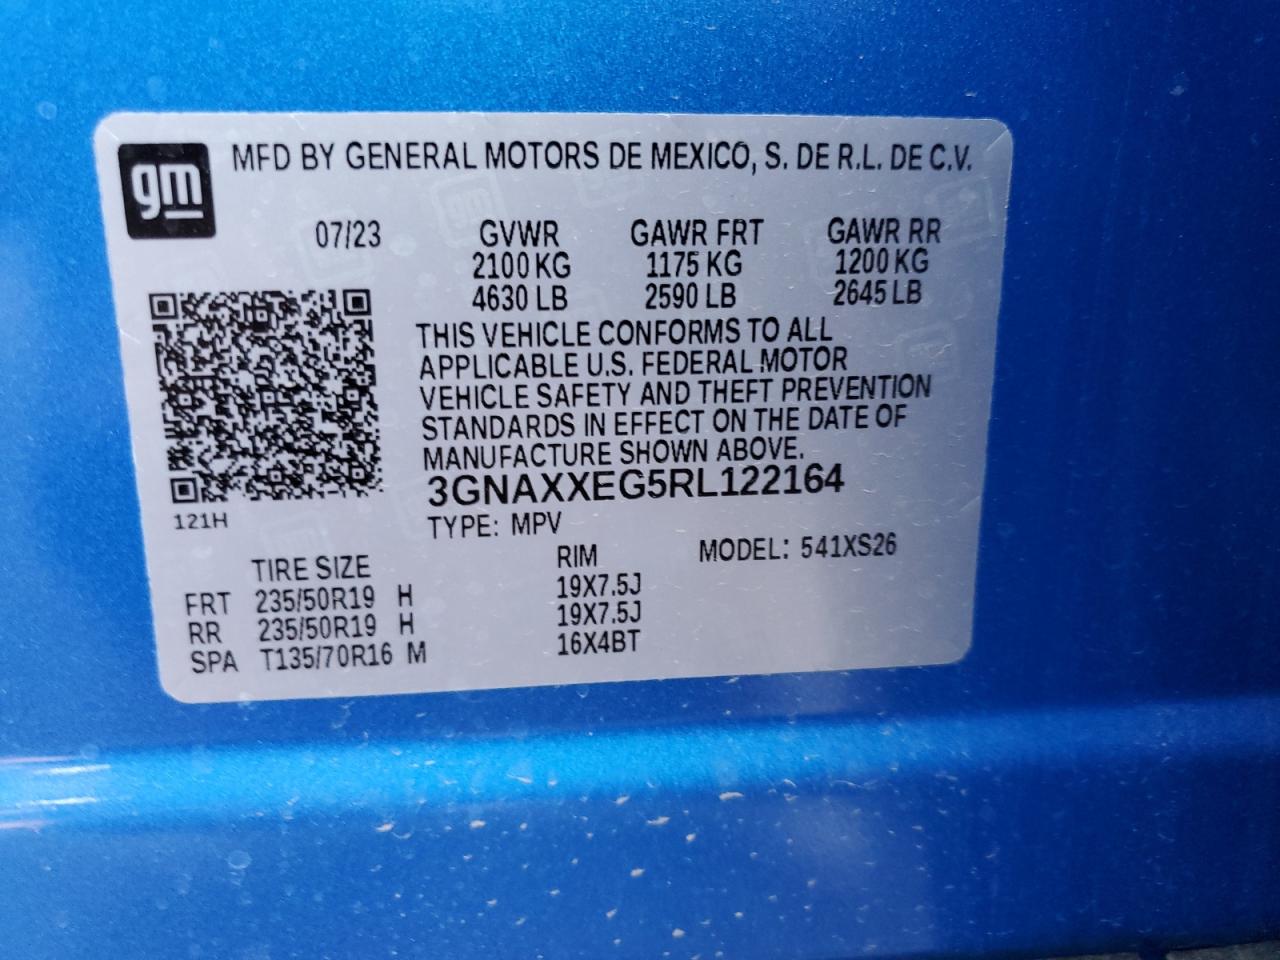 gm
MFD BY GENERAL MOTORS DE MEXICO, S. DE R.L. DE C.V.
07/23 GVWR GAWR FRT GAWR RR
2100 KG 1175 KG 1200 KG
4630 LB 2590 LB 2645 LB
THIS VEHICLE CONFORMS TO ALL
APPLICABLE U.S. FEDERAL MOTOR
VEHICLE SAFETY AND THEFT PREVENTION
STANDARDS IN EFFECT ON THE DATE OF
MANUFACTURE SHOWN ABOVE.
3GNAXXEG5RL122164
121H
TYPE: MPV
TIRE SIZE RIM MODEL: 541XS26
FRT 235/50R19 H 19X7.5J
RR 235/50R19 H 19X7.5J
SPA T135/70R16 M 16X4BT